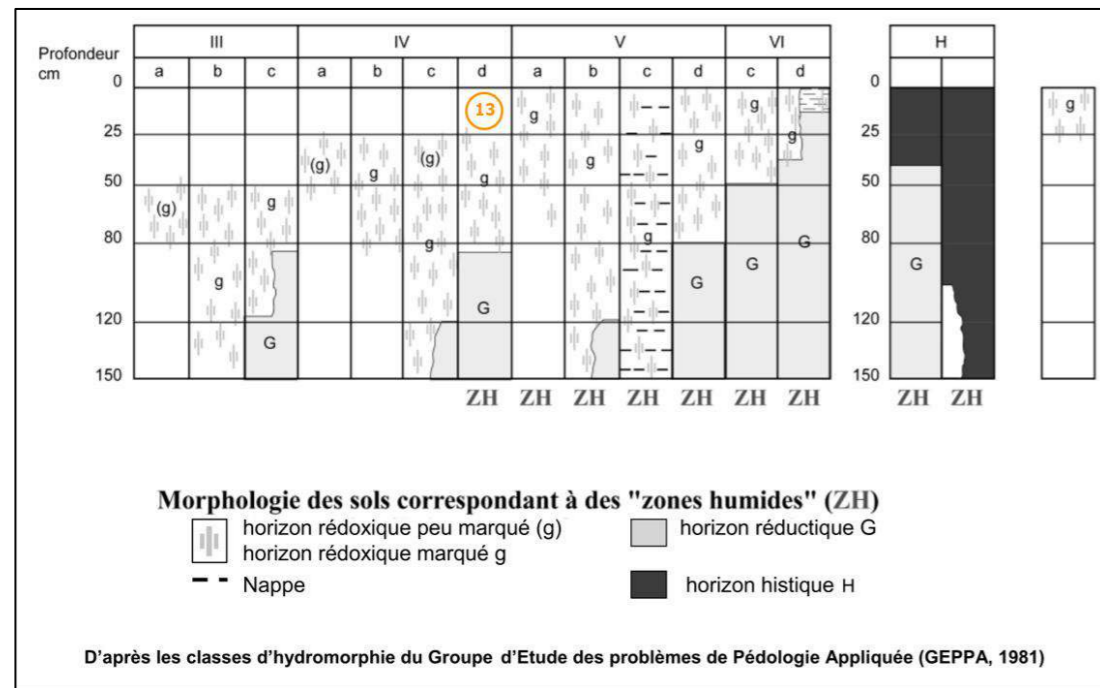 Profondeur
cm
III IV V VI H
a b c a b c d a b c d c d
0 0
13
g g g
25 25
(g) g (g) g g g g
50 50
(g) g g
80 80
g g G G G G G
G
120 120
G
150 150
ZH ZH ZH ZH ZH ZH ZH ZH ZH
Morphologie des sols correspondant à des "zones humides" (ZH)
horizon rédoxique peu marqué (g) horizon réductique G
horizon rédoxique marqué g
Nappe horizon histique H
D'après les classes d'hydromorphie du Groupe d'Etude des problèmes de Pédologie Appliquée (GEPPA, 1981)